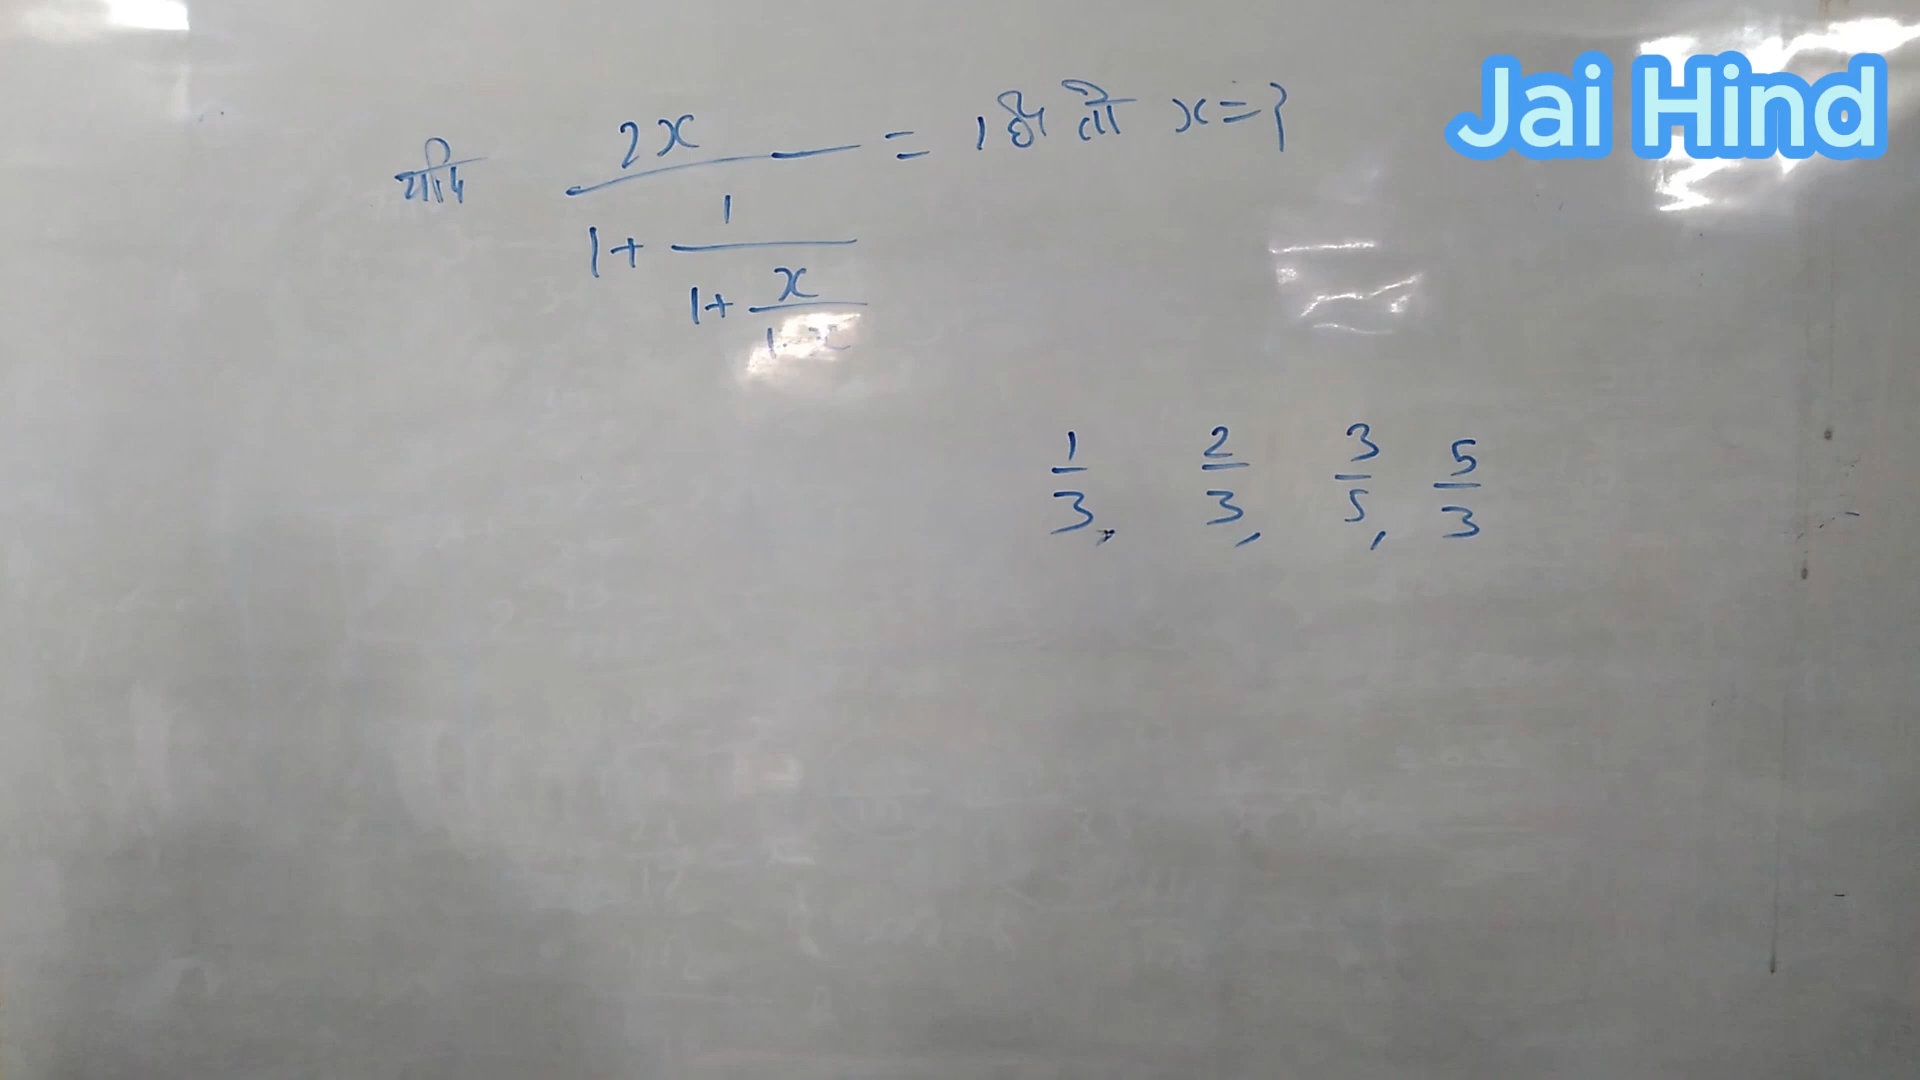 Jai Hind
यदि 2x / (1 + 1 / (1 + x / (1-x))) = 1 हो तो x = ?
1/3, 2/3, 3/5, 5/3